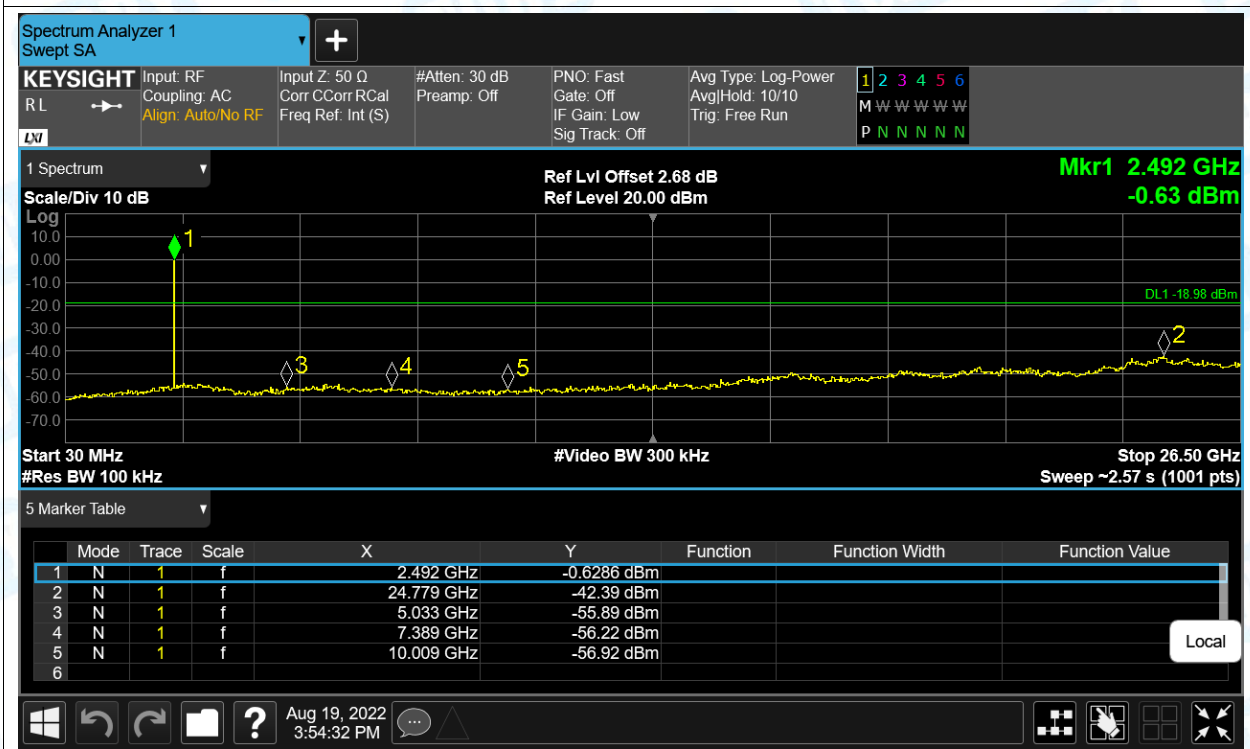 Spectrum Analyzer 1
Swept SA
KEYSIGHT
R L
LXI
Input: RF
Coupling: AC
Align: Auto/No RF
Input Z: 50 Ω
Corr CCorr RCal
Freq Ref: Int (S)
#Atten: 30 dB
Preamp: Off
PNO: Fast
Gate: Off
IF Gain: Low
Sig Track: Off
Avg Type: Log-Power
Avg|Hold: 10/10
Trig: Free Run
1 2 3 4 5 6
M W W W W W
P N N N N N
1 Spectrum
Scale/Div 10 dB
Ref Lvl Offset 2.68 dB
Ref Level 20.00 dBm
Mkr1 2.492 GHz
-0.63 dBm
Log
10.0
0.00
-10.0
-20.0
-30.0
-40.0
-50.0
-60.0
-70.0
1
DL1 -18.98 dBm
2
3
4
5
Start 30 MHz
#Video BW 300 kHz
Stop 26.50 GHz
#Res BW 100 kHz
Sweep ~2.57 s (1001 pts)
5 Marker Table
Mode Trace Scale X Y Function Function Width Function Value
1 N 1 f 2.492 GHz -0.6286 dBm
2 N 1 f 24.779 GHz -42.39 dBm
3 N 1 f 5.033 GHz -55.89 dBm
4 N 1 f 7.389 GHz -56.22 dBm
5 N 1 f 10.009 GHz -56.92 dBm
6
Local
?
Aug 19, 2022
3:54:32 PM